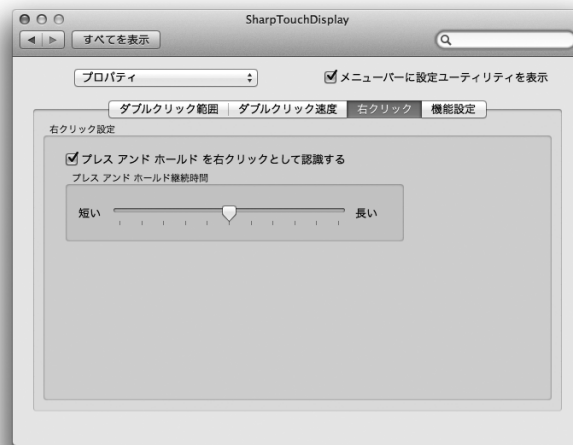 SharpTouchDisplay
すべてを表示
プロパティ
メニューバーに設定ユーティリティを表示
ダブルクリック範囲 ダブルクリック速度 右クリック 機能設定
右クリック設定
プレス アンド ホールド を右クリックとして認識する
プレス アンド ホールド継続時間
短い 長い